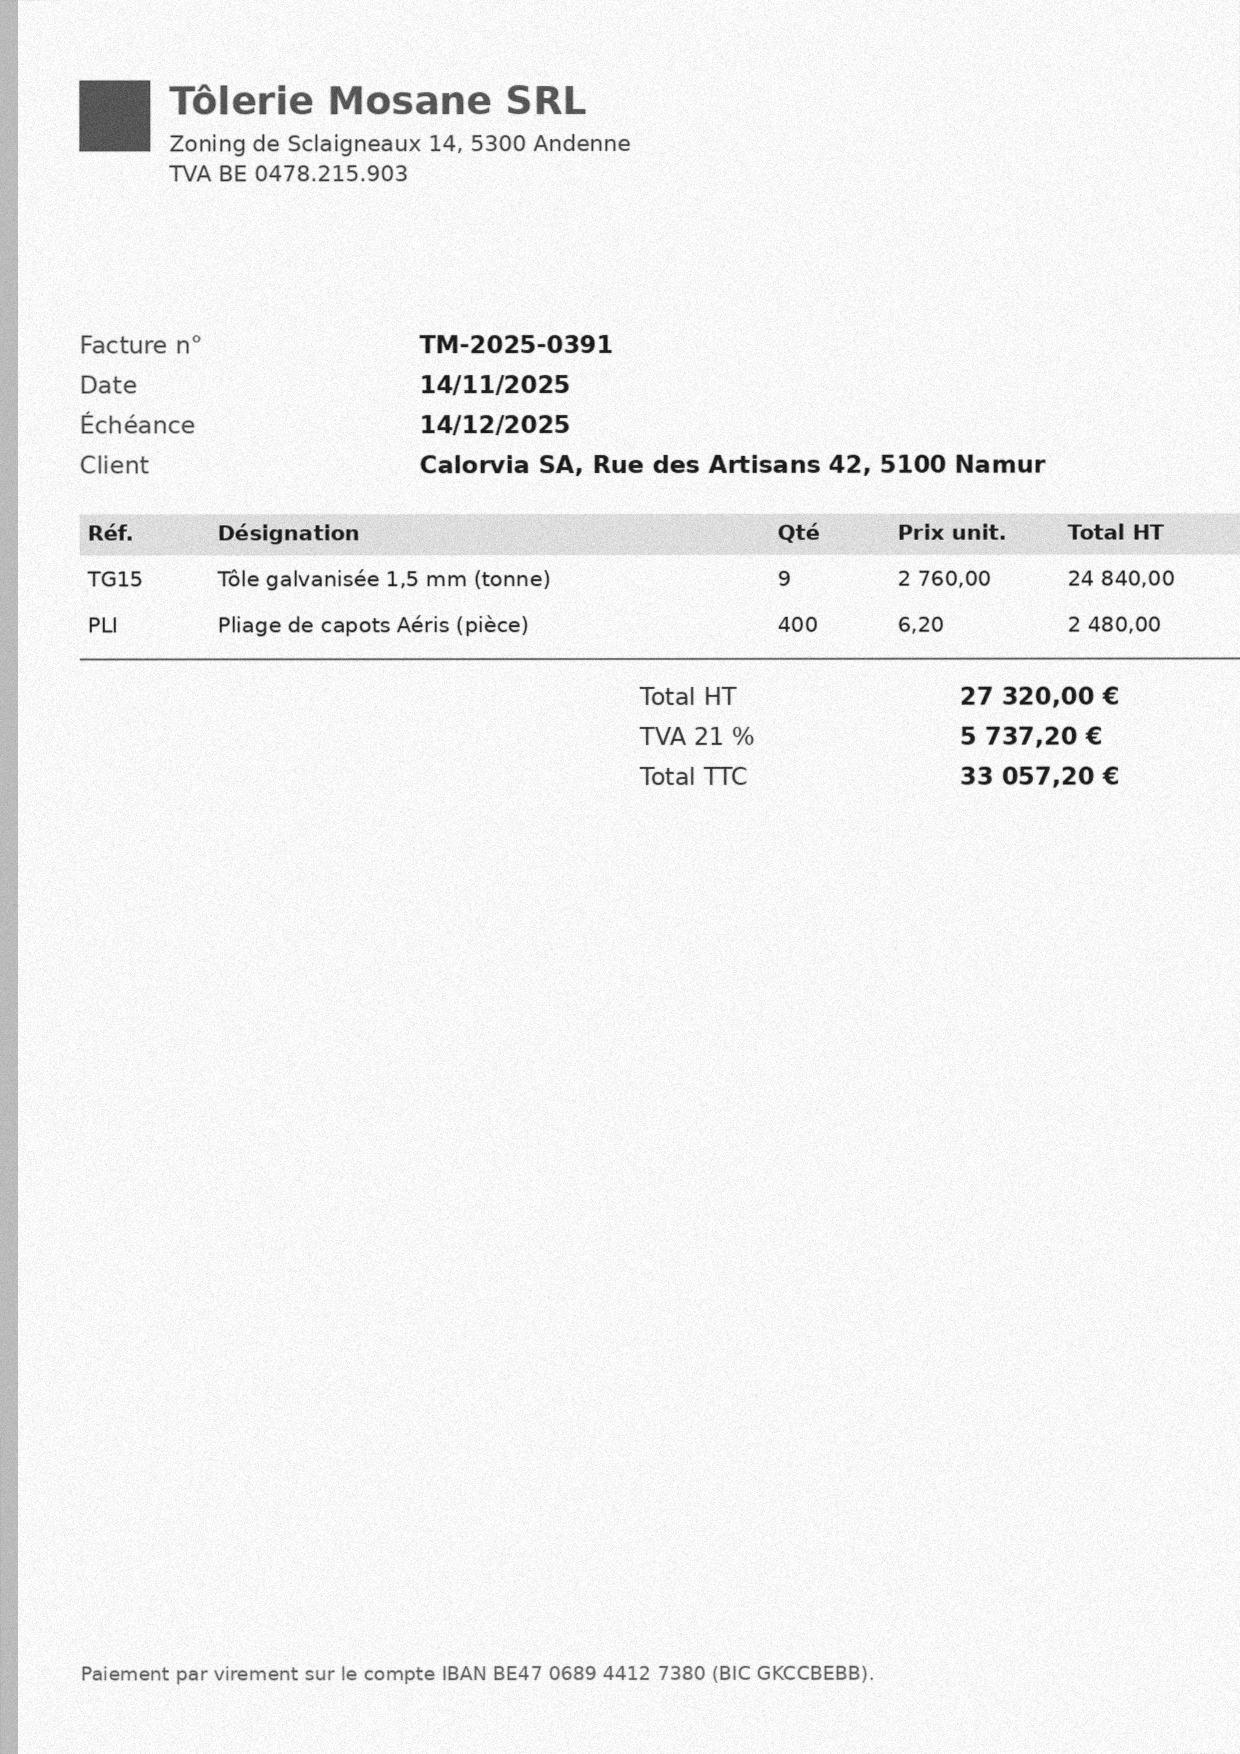 Tôlerie Mosane SRL
Zoning de Sclaigneaux 14, 5300 Andenne
TVA BE 0478.215.903
Facture n° TM-2025-0391
Date 14/11/2025
Échéance 14/12/2025
Client Calorvia SA, Rue des Artisans 42, 5100 Namur
Réf. Désignation Qté Prix unit. Total HT
TG15 Tôle galvanisée 1,5 mm (tonne) 9 2 760,00 24 840,00
PLI Pliage de capots Aéris (pièce) 400 6,20 2 480,00
Total HT 27 320,00 €
TVA 21 % 5 737,20 €
Total TTC 33 057,20 €
Paiement par virement sur le compte IBAN BE47 0689 4412 7380 (BIC GKCCBEBB).